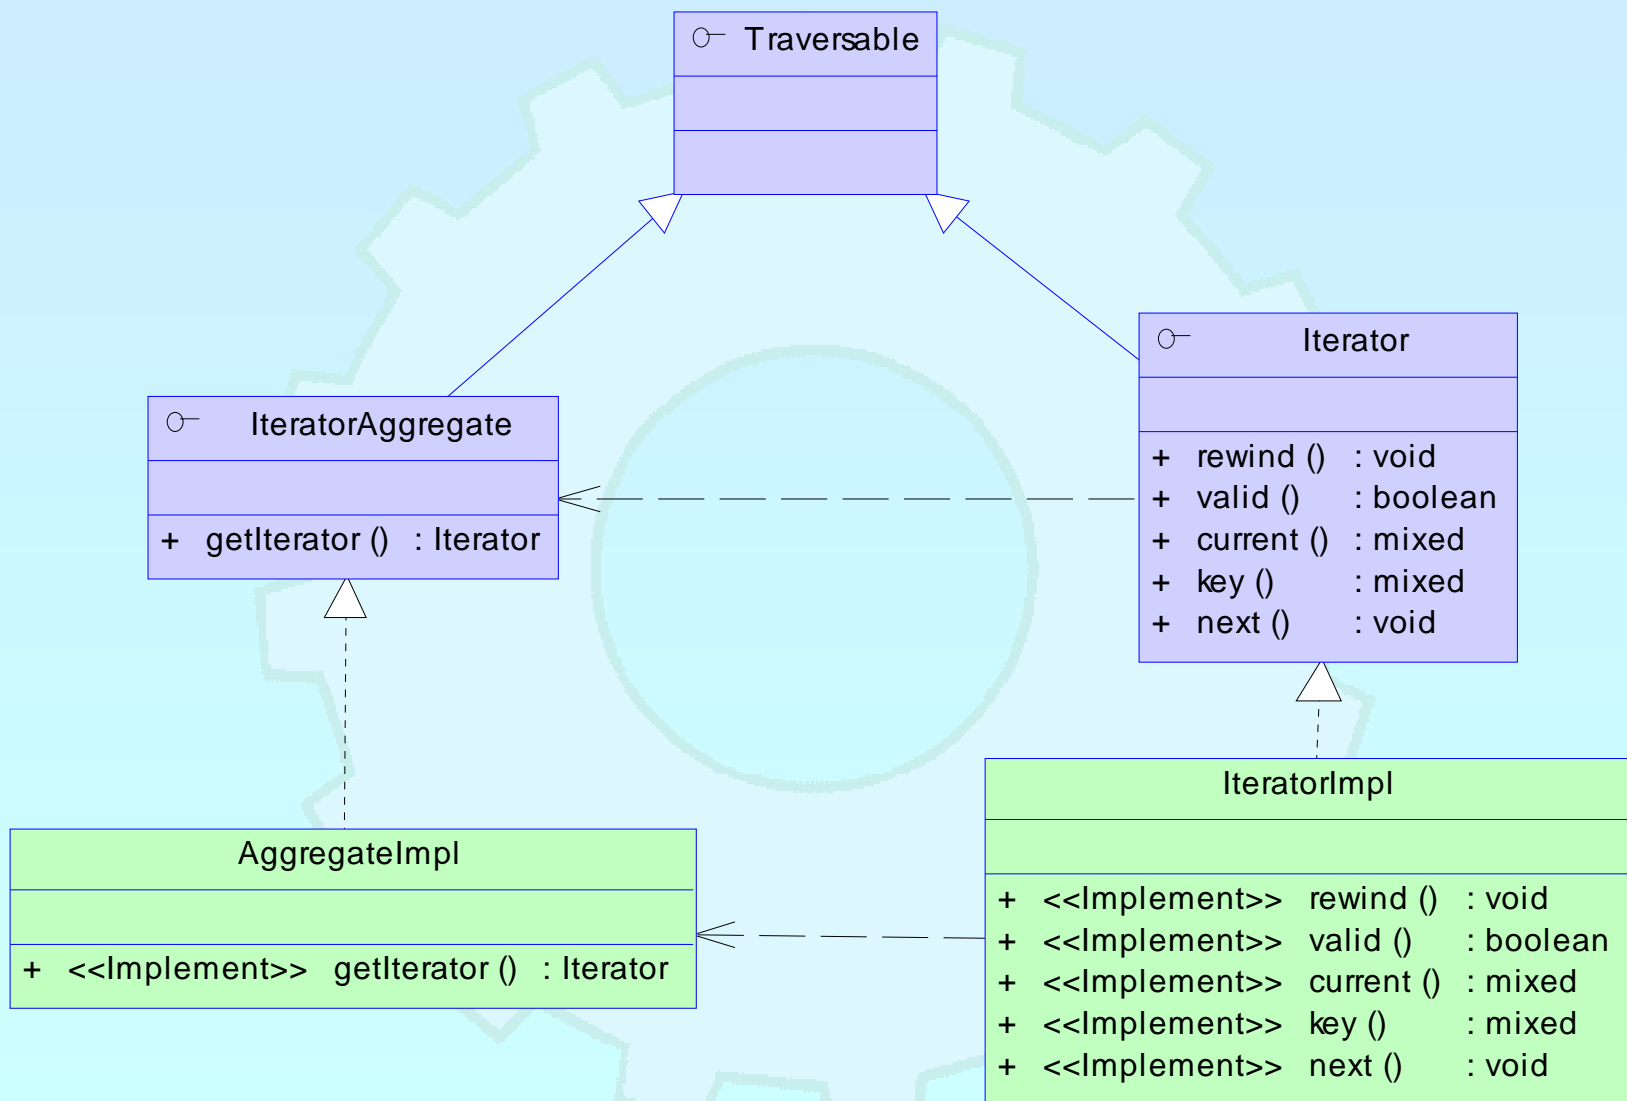 Traversable
Iterator
+ rewind () : void
+ valid () : boolean
+ current () : mixed
+ key () : mixed
+ next () : void
IteratorAggregate
+ getIterator () : Iterator
AggregateImpl
+ <<Implement>> getIterator () : Iterator
IteratorImpl
+ <<Implement>> rewind () : void
+ <<Implement>> valid () : boolean
+ <<Implement>> current () : mixed
+ <<Implement>> key () : mixed
+ <<Implement>> next () : void